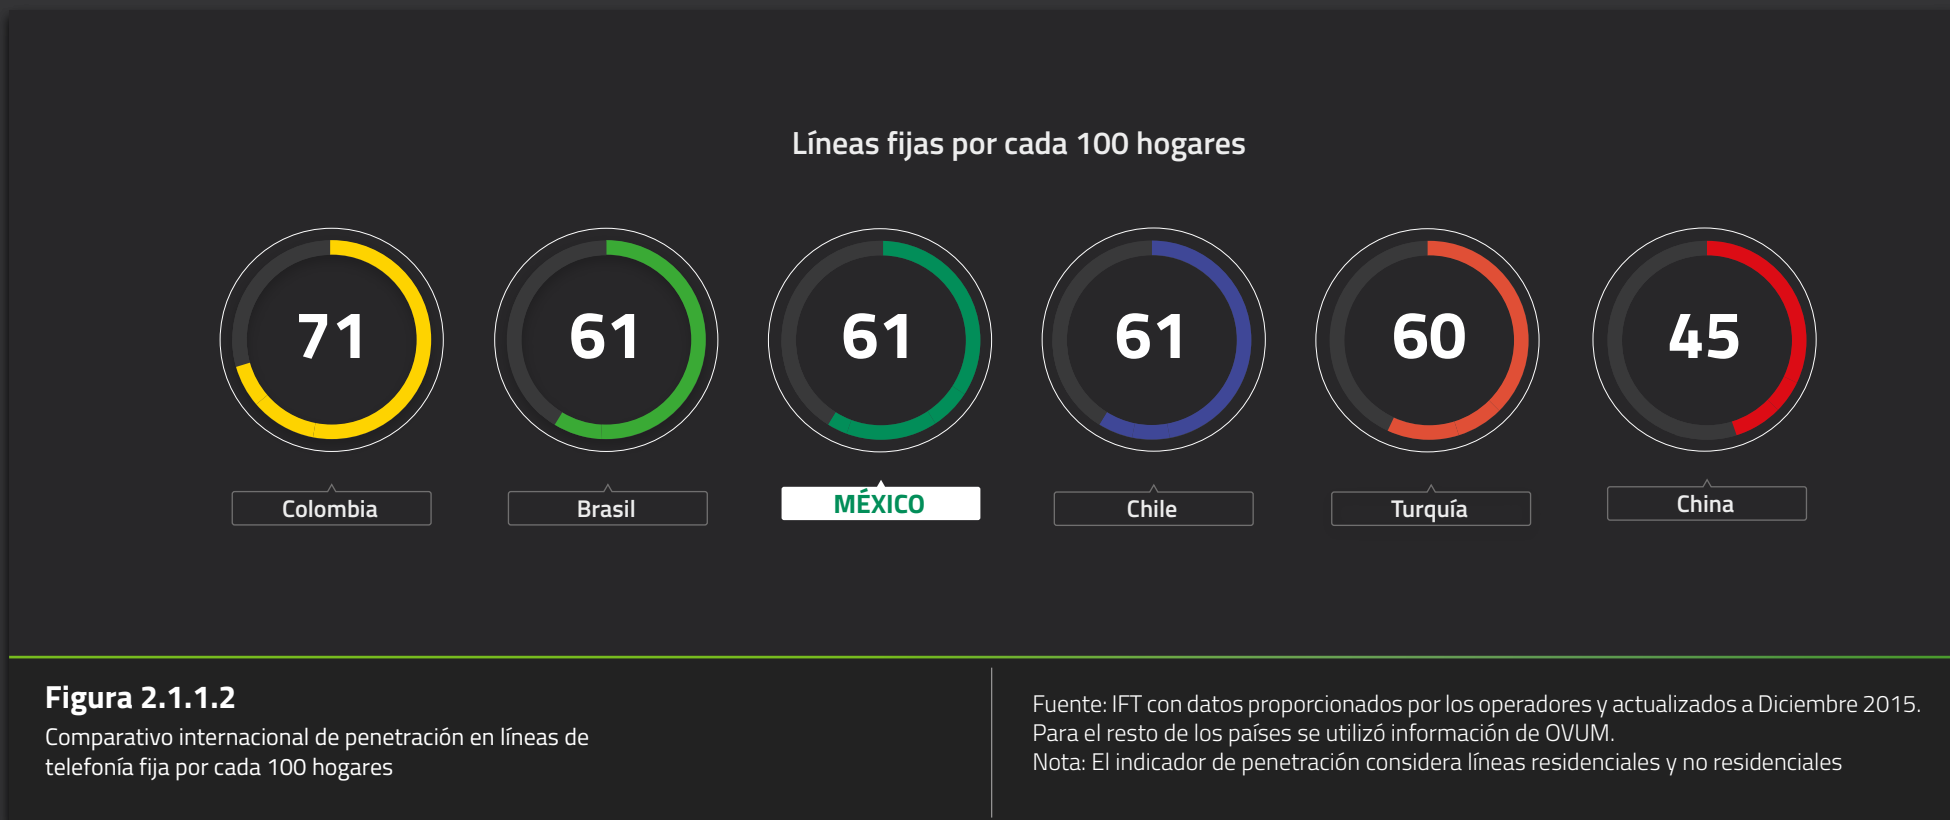 Líneas fijas por cada 100 hogares
71
61
61
61
60
45
Colombia
Brasil
MÉXICO
Chile
Turquía
China
Figura 2.1.1.2
Comparativo internacional de penetración en líneas de
telefonía fija por cada 100 hogares
Fuente: IFT con datos proporcionados por los operadores y actualizados a Diciembre 2015.
Para el resto de los países se utilizó información de OVUM.
Nota: El indicador de penetración considera líneas residenciales y no residenciales